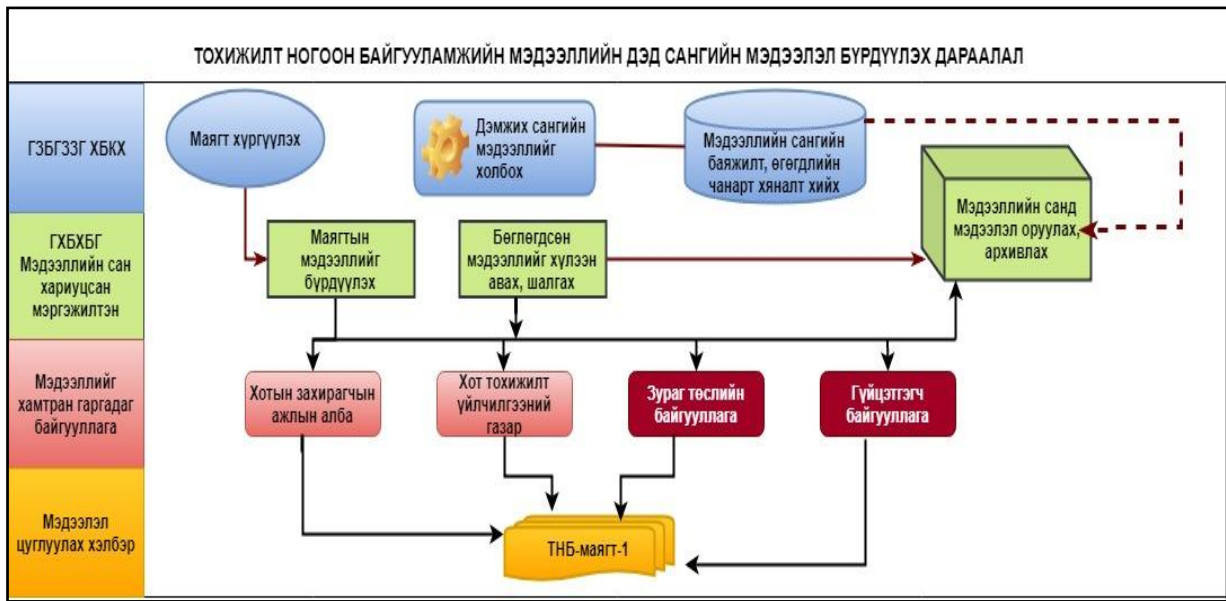 ТОХИЖИЛТ НОГООН БАЙГУУЛАМЖИЙН МЭДЭЭЛЛИЙН ДЭД САНГИЙН МЭДЭЭЛЭЛ БҮРДҮҮЛЭХ ДАРААЛАЛ
ГЗБГЗЗГ ХБКХ
Маягт хүргүүлэх
Дэмжих сангийн
мэдээллийг
холбох
Мэдээллийн сангийн
баяжилт, өгөгдлийн
чанарт хяналт хийх
ГХБХБГ
Мэдээллийн сан
хариуцсан
мэргэжилтэн
Маягтын
мэдээллийг
бүрдүүлэх
Бөглөгдсөн
мэдээллийг хүлээн
авах, шалгах
Мэдээллийн санд
мэдээлэл оруулах,
архивлах
Мэдээллийг
хамтран гаргадаг
байгууллага
Хотын захирагчын
ажлын алба
Хот тохижилт
үйлчилгээний
газар
Зураг төслийн
байгууллага
Гүйцэтгэгч
байгууллага
Мэдээлэл
цуглуулах хэлбэр
ТНБ-маягт-1